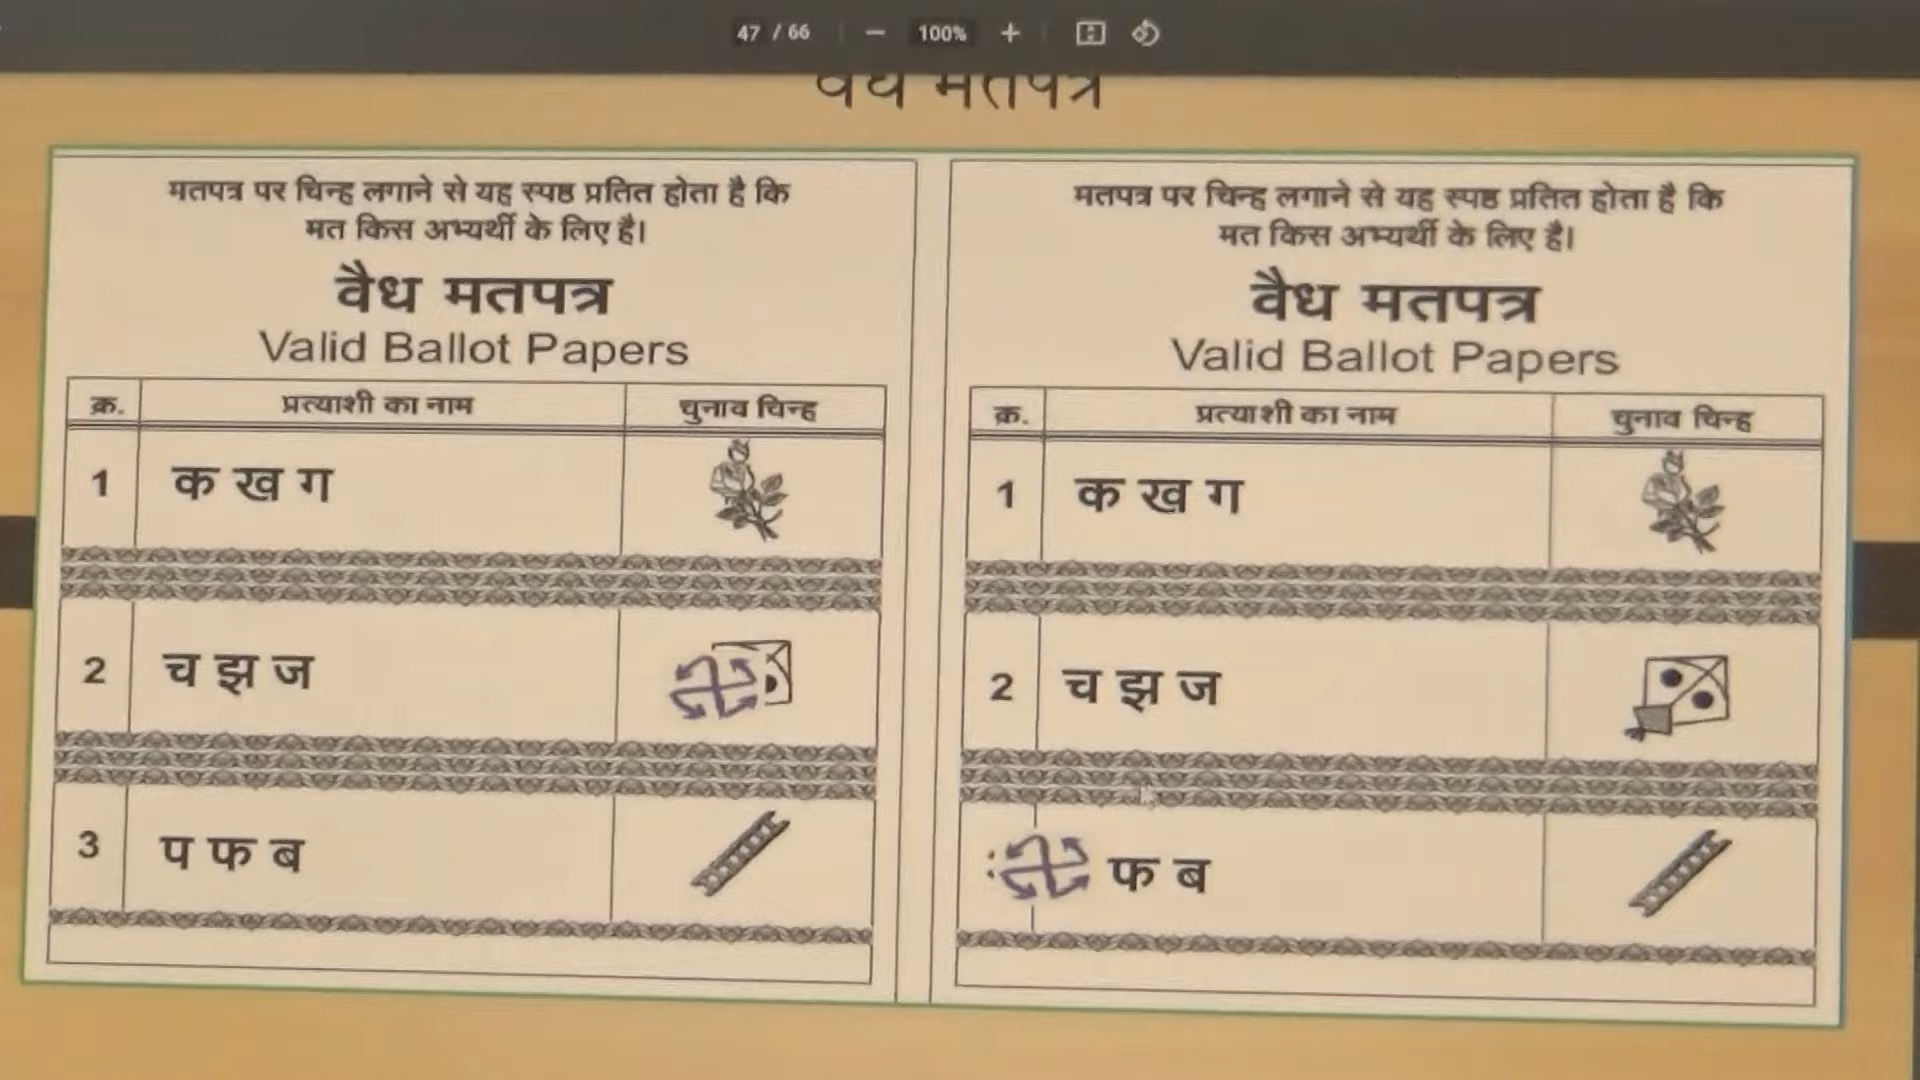 47 / 66 100%
वैध मतपत्र
मतपत्र पर चिन्ह लगाने से यह स्पष्ठ प्रतित होता है कि
मत किस अभ्यर्थी के लिए है।
वैध मतपत्र
Valid Ballot Papers
क्र. प्रत्याशी का नाम चुनाव चिन्ह
1 क ख ग
2 च झ ज
3 प फ ब
मतपत्र पर चिन्ह लगाने से यह स्पष्ठ प्रतित होता है कि
मत किस अभ्यर्थी के लिए है।
वैध मतपत्र
Valid Ballot Papers
क्र. प्रत्याशी का नाम चुनाव चिन्ह
1 क ख ग
2 च झ ज
फ ब